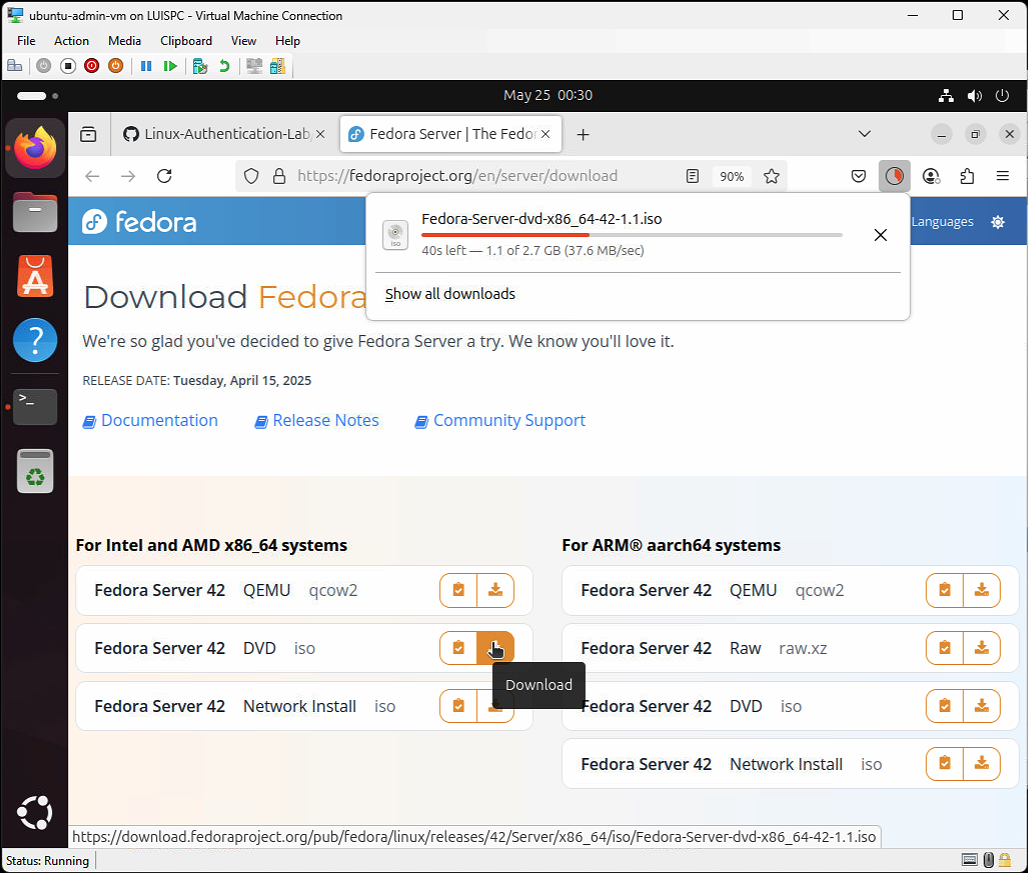 ubuntu-admin-vm on LUISPC - Virtual Machine Connection
File Action Media Clipboard View Help
May 25 00:30
Linux-Authentication-Lab
Fedora Server | The Fedor
https://fedoraproject.org/en/server/download
90%
fedora
Languages
Fedora-Server-dvd-x86_64-42-1.1.iso
40s left — 1.1 of 2.7 GB (37.6 MB/sec)
Show all downloads
iso
Download Fedora
We're so glad you've decided to give Fedora Server a try. We know you'll love it.
RELEASE DATE: Tuesday, April 15, 2025
Documentation Release Notes Community Support
For Intel and AMD x86_64 systems
Fedora Server 42 QEMU qcow2
Fedora Server 42 DVD iso
Download
Fedora Server 42 Network Install iso
For ARM® aarch64 systems
Fedora Server 42 QEMU qcow2
Fedora Server 42 Raw raw.xz
Fedora Server 42 DVD iso
Fedora Server 42 Network Install iso
https://download.fedoraproject.org/pub/fedora/linux/releases/42/Server/x86_64/iso/Fedora-Server-dvd-x86_64-42-1.1.iso
Status: Running